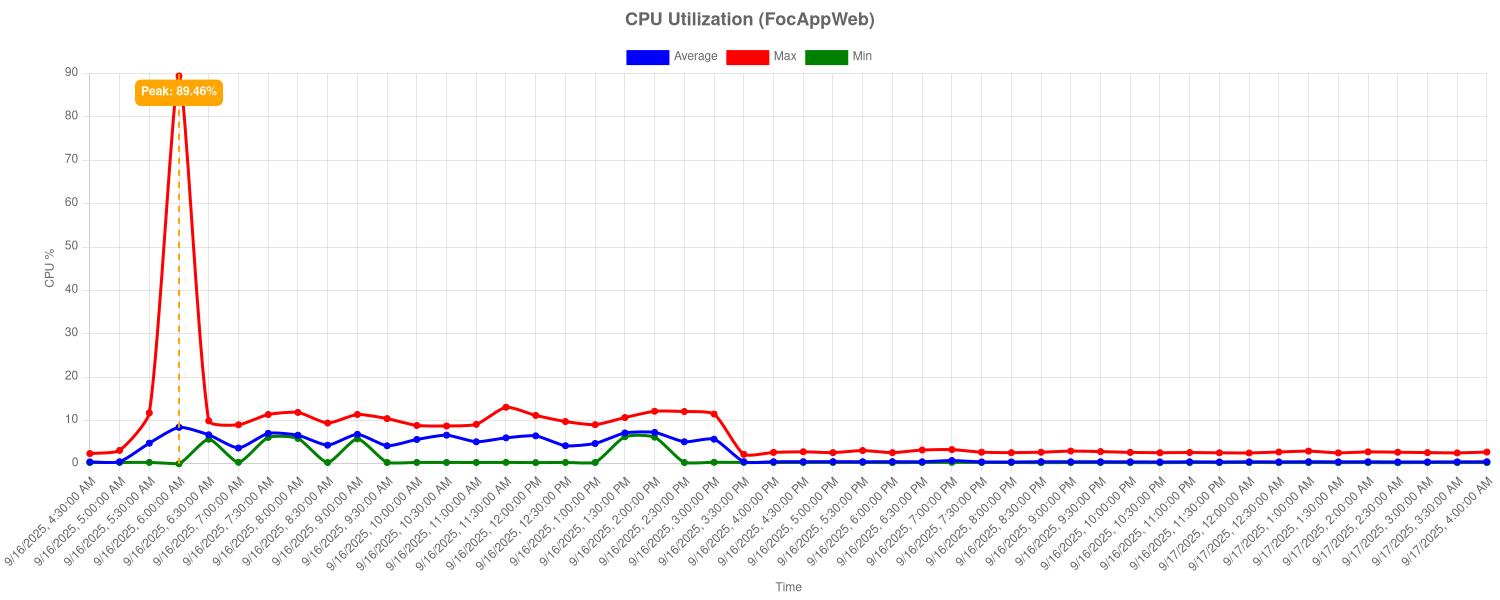 CPU Utilization (FocAppWeb)
Average Max Min
90
Peak: 89.46%
80
70
60
50
40
30
20
10
0
CPU %
9/16/2025, 4:30:00 AM
9/16/2025, 5:00:00 AM
9/16/2025, 5:30:00 AM
9/16/2025, 6:00:00 AM
9/16/2025, 6:30:00 AM
9/16/2025, 7:00:00 AM
9/16/2025, 7:30:00 AM
9/16/2025, 8:00:00 AM
9/16/2025, 8:30:00 AM
9/16/2025, 9:00:00 AM
9/16/2025, 9:30:00 AM
9/16/2025, 10:00:00 AM
9/16/2025, 10:30:00 AM
9/16/2025, 11:00:00 AM
9/16/2025, 11:30:00 AM
9/16/2025, 12:00:00 PM
9/16/2025, 12:30:00 PM
9/16/2025, 1:00:00 PM
9/16/2025, 1:30:00 PM
9/16/2025, 2:00:00 PM
9/16/2025, 2:30:00 PM
9/16/2025, 3:00:00 PM
9/16/2025, 3:30:00 PM
9/16/2025, 4:00:00 PM
9/16/2025, 4:30:00 PM
9/16/2025, 5:00:00 PM
9/16/2025, 5:30:00 PM
9/16/2025, 6:00:00 PM
9/16/2025, 6:30:00 PM
9/16/2025, 7:00:00 PM
9/16/2025, 7:30:00 PM
9/16/2025, 8:00:00 PM
9/16/2025, 8:30:00 PM
9/16/2025, 9:00:00 PM
9/16/2025, 9:30:00 PM
9/16/2025, 10:00:00 PM
9/16/2025, 10:30:00 PM
9/16/2025, 11:00:00 PM
9/16/2025, 11:30:00 PM
9/17/2025, 12:00:00 AM
9/17/2025, 12:30:00 AM
9/17/2025, 1:00:00 AM
9/17/2025, 1:30:00 AM
9/17/2025, 2:00:00 AM
9/17/2025, 2:30:00 AM
9/17/2025, 3:00:00 AM
9/17/2025, 3:30:00 AM
9/17/2025, 4:00:00 AM
Time